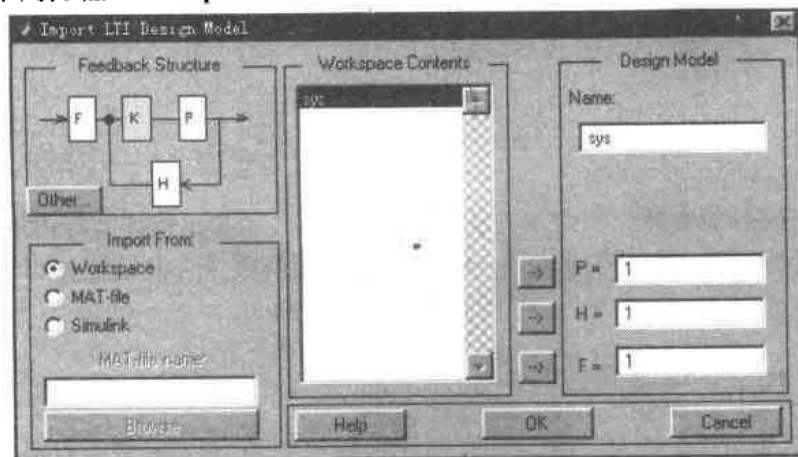 Import LTI Design Model
Feedback Structure
F
K
P
H
Other...
Import From:
Workspace
MAT-file
Simulink
MAT-file name:
Browse
Workspace Contents
sys
Design Model
Name:
sys
-->
P = 1
-->
H = 1
-->
F = 1
Help
OK
Cancel